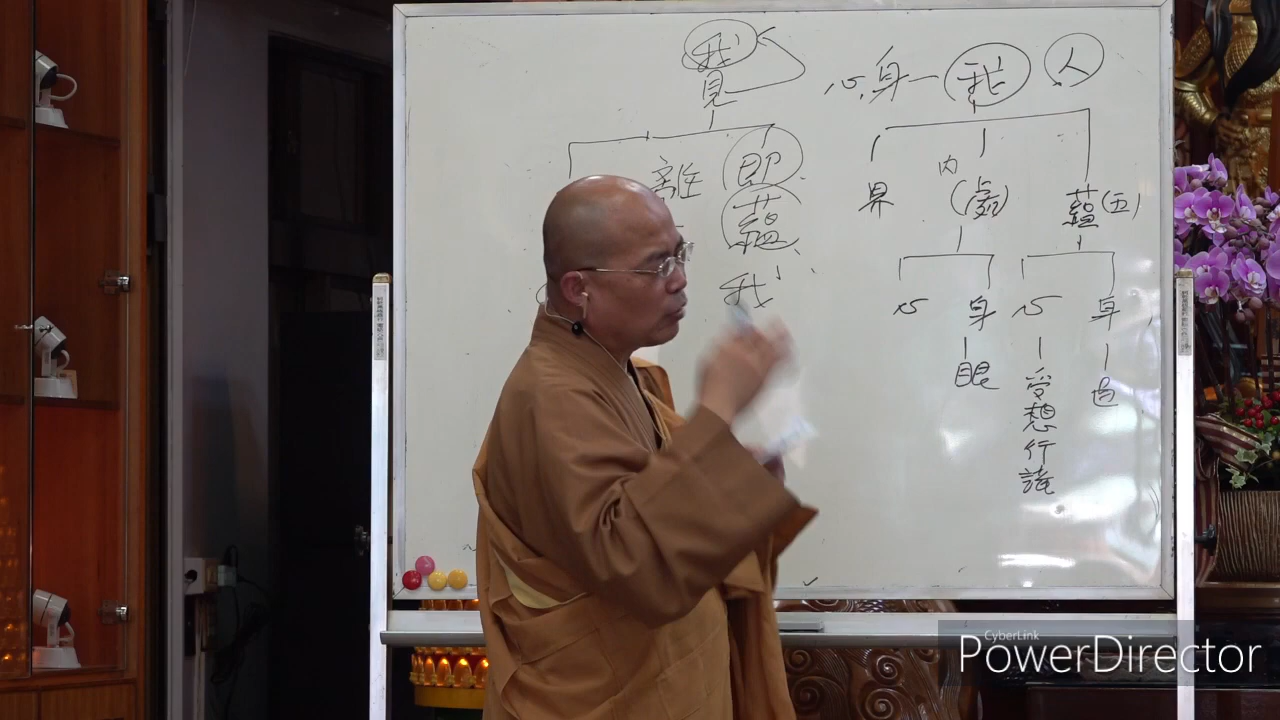 我見
離 即蘊我
心身一我 人
界 內(處) 蘊(五)
心 身 心 身
眼 受想行識 色
CyberLink
PowerDirector